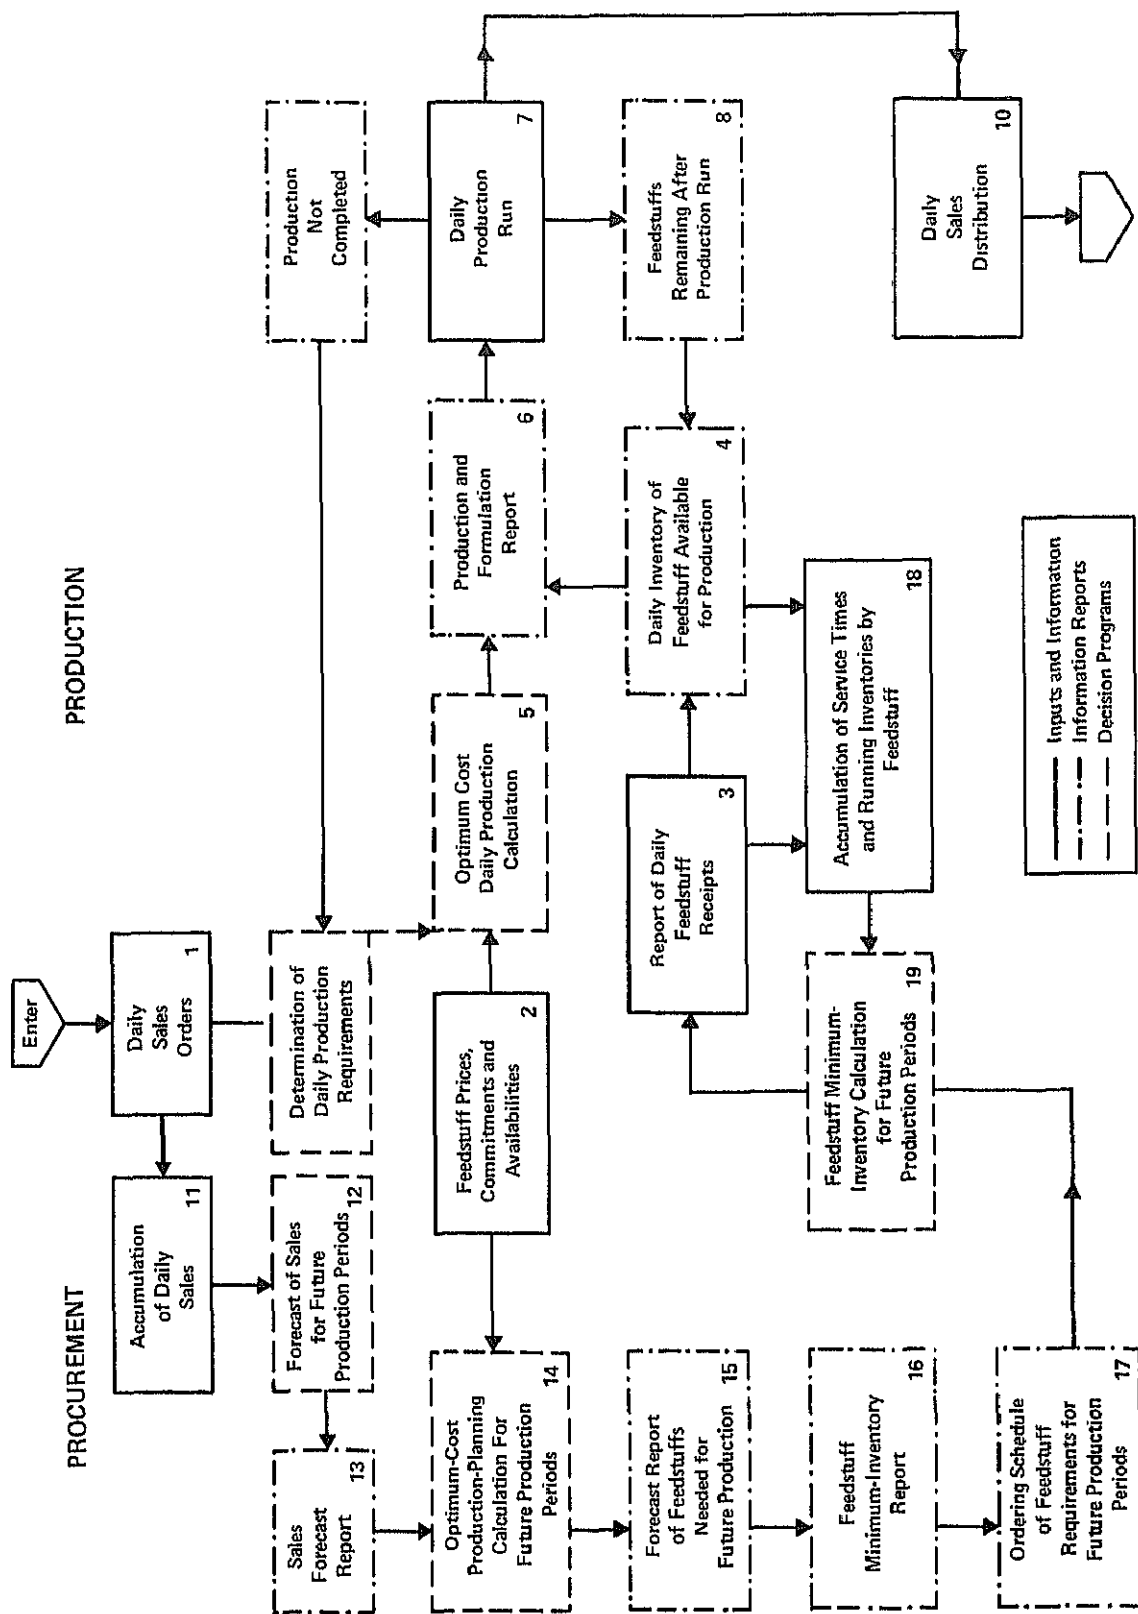 PROCUREMENT
PRODUCTION
Enter
Daily
Sales
Orders
1
Accumulation
of Daily
Sales
11
Forecast of Sales
for Future
Production Periods
12
Sales
Forecast
Report
13
Determination of
Daily Production
Requirements
Production
Not
Completed
Optimum-Cost
Production-Planning
Calculation For
Future Production
Periods
14
Feedstuff Prices,
Commitments and
Availabilities
2
Optimum Cost
Daily Production
Calculation
5
Production and
Formulation
Report
6
Daily
Production
Run
7
Forecast Report
of Feedstuffs
Needed for
Future Production
15
Report of Daily
Feedstuff
Receipts
3
Daily Inventory of
Feedstuff Available
for Production
4
Feedstuffs
Remaining After
Production Run
8
Feedstuff
Minimum-Inventory
Report
16
Feedstuff Minimum-
Inventory Calculation
for Future
Production Periods
19
Accumulation of Service Times
and Running Inventories by
Feedstuff
18
Daily
Sales
Distribution
10
Ordering Schedule
of Feedstuff
Requirements for
Future Production
Periods
17
Inputs and Information
Information Reports
Decision Programs